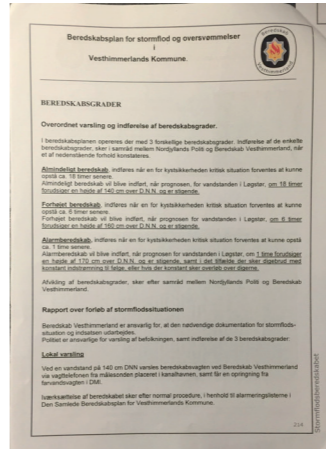 Beredskabsplan for stormflod og oversvømmelser
i
Vesthimmerlands Kommune.
Beredskab
Vesthimmerland
BEREDSKABSGRADER
Overordnet varsling og indførelse af beredskabsgrader.
I beredskabsplanen opereres der med 3 forskellige beredskabsgrader. Indførelse af de enkelte
beredskabsgrader, sker i samråd mellem Nordjyllands Politi og Beredskab Vesthimmerland, når
et af nedenstående forhold konstateres.
Almindeligt beredskab, indføres når en for kystsikkerheden kritisk situation forventes at kunne
opstå ca. 18 timer senere.
Almindeligt beredskab vil blive indført, når prognosen, for vandstanden i Løgstør, om 18 timer
forudsiger en højde af 140 cm over D.N.N. og er stigende.
Forhøjet beredskab, indføres når en for kystsikkerheden kritisk situation forventes at kunne
opstå ca. 6 timer senere.
Forhøjet beredskab vil blive indført, når prognosen for vandstanden i Løgstør, om 6 timer
forudsiger en højde af 160 cm over D.N.N. og er stigende.
Alarmberedskab, indføres når en for kystsikkerheden kritisk situation forventes at kunne opstå
ca. 1 time senere.
Alarmberedskab vil blive indført, når prognosen for vandstanden i Løgstør, om 1 time forudsiger
en højde af 170 cm over D.N.N. og er stigende, samt i det tilfælde der sker digebrud med
konstant indstrømning til følge, eller hvis der konstant sker overløb over digerne.
Afvikling af beredskabsgrader, sker efter samråd mellem Nordjyllands Politi og Beredskab
Vesthimmerland.
Rapport over forløb af stormflodssituationen
Beredskab Vesthimmerland er ansvarlig for, at den nødvendige dokumentation for stormflods-
situation og indsatsen udarbejdes.
Politiet er ansvarlige for varsling af befolkningen, samt indførelse af de 3 beredskabsgrader.
Lokal varsling
Ved en vandstand på 140 cm DNN varsles beredskabsvagten ved Beredskab Vesthimmerland
via vagttelefonen fra målesonden placeret i kanalhavnen, samt får en opringning fra
farvandsvagten i DMI.
Iværksættelse af beredskabet sker efter normal procedure, i henhold til alarmeringslisterne i
Den Samlede Beredskabsplan for Vesthimmerlands Kommune.
Stormflodsberedskabet